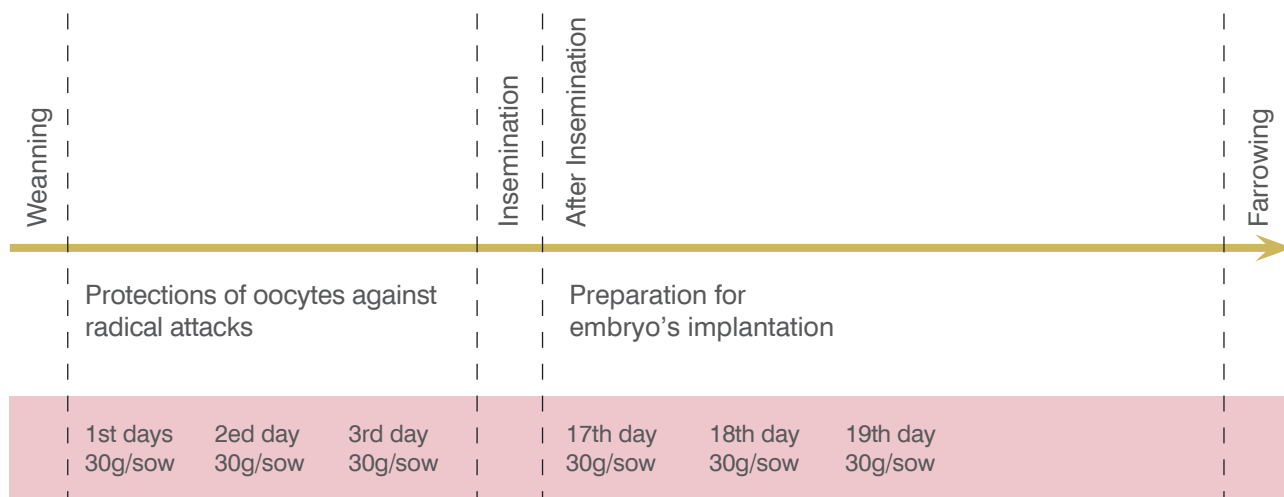 Weanning
Insemination
After Insemination
Farrowing
Protections of oocytes against
radical attacks
Preparation for
embryo's implantation
1st days
30g/sow
2ed day
30g/sow
3rd day
30g/sow
17th day
30g/sow
18th day
30g/sow
19th day
30g/sow